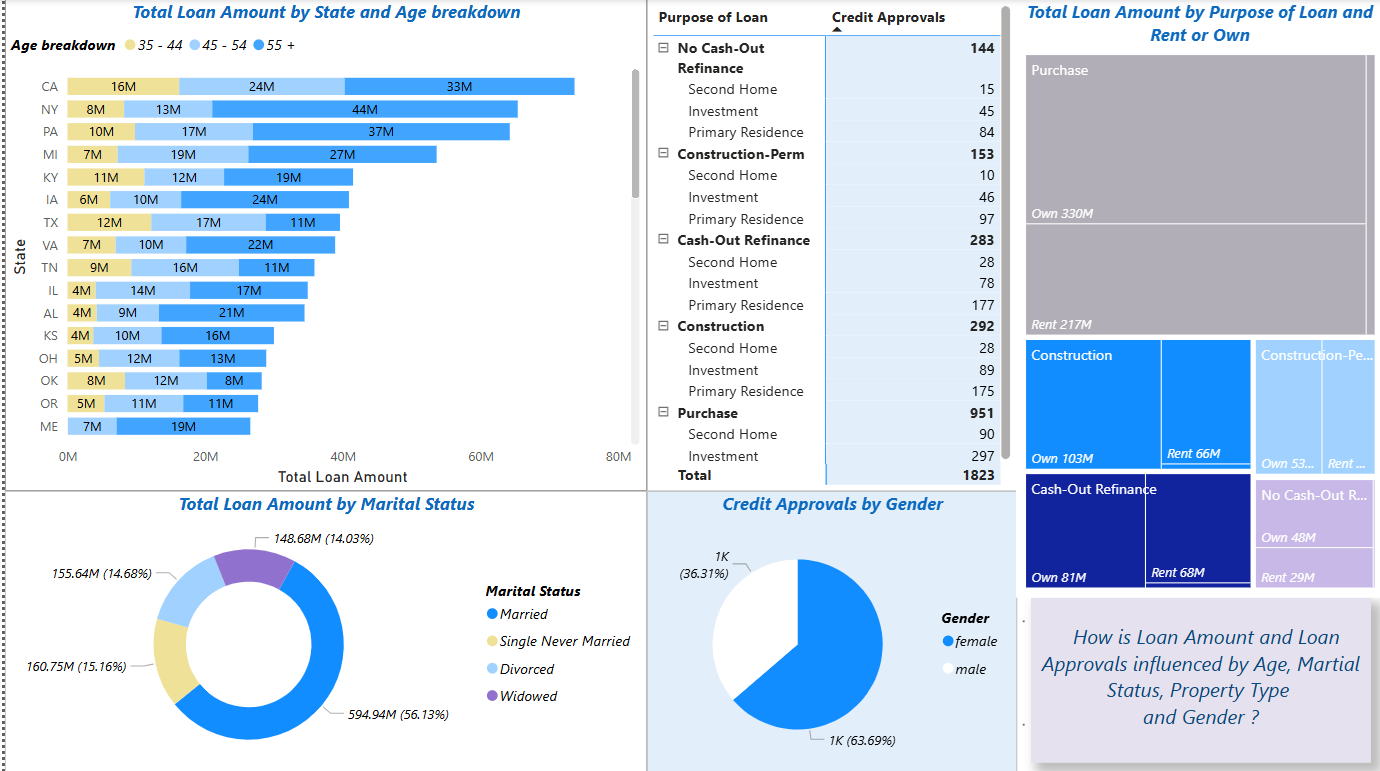 Total Loan Amount by State and Age breakdown
Age breakdown 35 - 44 45 - 54 55 +
State
CA 16M 24M 33M
NY 8M 13M 44M
PA 10M 17M 37M
MI 7M 19M 27M
KY 11M 12M 19M
IA 6M 10M 24M
TX 12M 17M 11M
VA 7M 10M 22M
TN 9M 16M 11M
IL 4M 14M 17M
AL 4M 9M 21M
KS 4M 10M 16M
OH 5M 12M 13M
OK 8M 12M 8M
OR 5M 11M 11M
ME 7M 19M
0M 20M 40M 60M 80M
Total Loan Amount
Purpose of Loan Credit Approvals
No Cash-Out 144
Refinance
Second Home 15
Investment 45
Primary Residence 84
Construction-Perm 153
Second Home 10
Investment 46
Primary Residence 97
Cash-Out Refinance 283
Second Home 28
Investment 78
Primary Residence 177
Construction 292
Second Home 28
Investment 89
Primary Residence 175
Purchase 951
Second Home 90
Investment 297
Total 1823
Total Loan Amount by Purpose of Loan and
Rent or Own
Purchase
Own 330M
Rent 217M
Construction
Own 103M
Rent 66M
Construction-Pe...
Own 53...
Rent ...
Cash-Out Refinance
Own 81M
Rent 68M
No Cash-Out R...
Own 48M
Rent 29M
Total Loan Amount by Marital Status
148.68M (14.03%)
155.64M (14.68%)
160.75M (15.16%)
594.94M (56.13%)
Marital Status
Married
Single Never Married
Divorced
Widowed
Credit Approvals by Gender
1K
(36.31%)
1K (63.69%)
Gender
female
male
How is Loan Amount and Loan
Approvals influenced by Age, Martial
Status, Property Type
and Gender ?